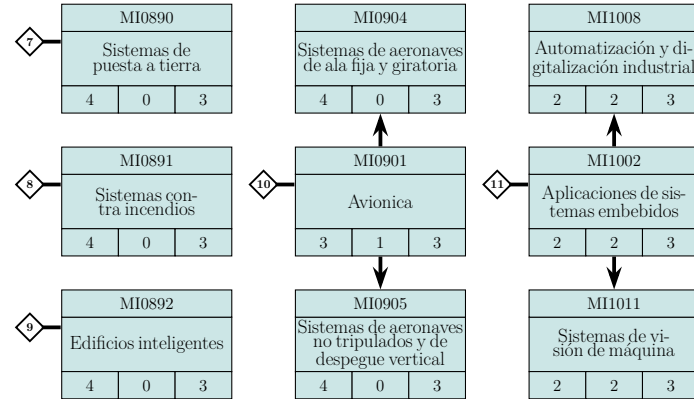 MI0890
7
Sistemas de
puesta a tierra
4 0 3
MI0904
Sistemas de aeronaves
de ala fija y giratoria
4 0 3
MI1008
Automatización y di-
gitalización industrial
2 2 3
MI0891
8
Sistemas con-
tra incendios
4 0 3
MI0901
10
Avionica
3 1 3
MI1002
11
Aplicaciones de sis-
temas embebidos
2 2 3
MI0892
9
Edificios inteligentes
4 0 3
MI0905
Sistemas de aeronaves
no tripulados y de
despegue vertical
4 0 3
MI1011
Sistemas de vi-
sión de máquina
2 2 3